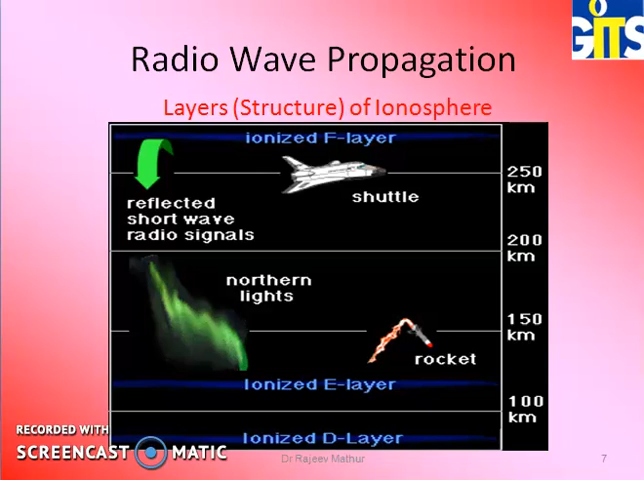 GITS
Radio Wave Propagation
Layers (Structure) of Ionosphere
ionized F-layer
250
km
shuttle
reflected
short wave
radio signals
200
km
northern
lights
150
km
rocket
Ionized E-layer
100
km
Ionized D-Layer
RECORDED WITH
SCREENCAST MATIC
Dr Rajeev Mathur
7